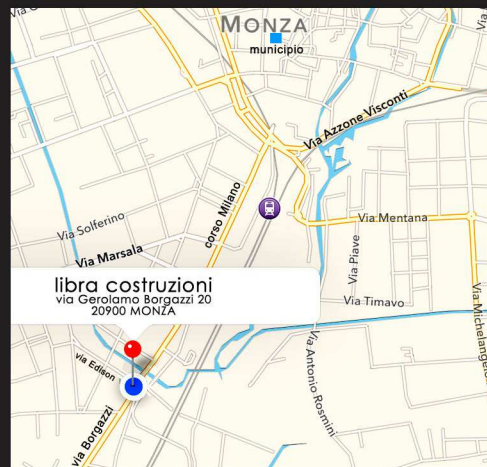 Via G
MONZA
municipio
Via Azzone Visconti
corso Milano
Via Mentana
Via Solferino
Via Marsala
Via Piave
libra costruzioni
via Gerolamo Borgazzi 20
20900 MONZA
Via Timavo
Via Michelangelo
Via Antonio Rosmini
via Edison
via Borgazzi